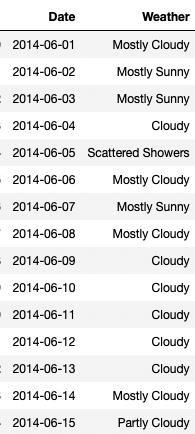 Date Weather
2014-06-01 Mostly Cloudy
2014-06-02 Mostly Sunny
2014-06-03 Mostly Sunny
2014-06-04 Cloudy
2014-06-05 Scattered Showers
2014-06-06 Mostly Cloudy
2014-06-07 Mostly Sunny
2014-06-08 Mostly Cloudy
2014-06-09 Cloudy
2014-06-10 Cloudy
2014-06-11 Cloudy
2014-06-12 Cloudy
2014-06-13 Cloudy
2014-06-14 Mostly Cloudy
2014-06-15 Partly Cloudy